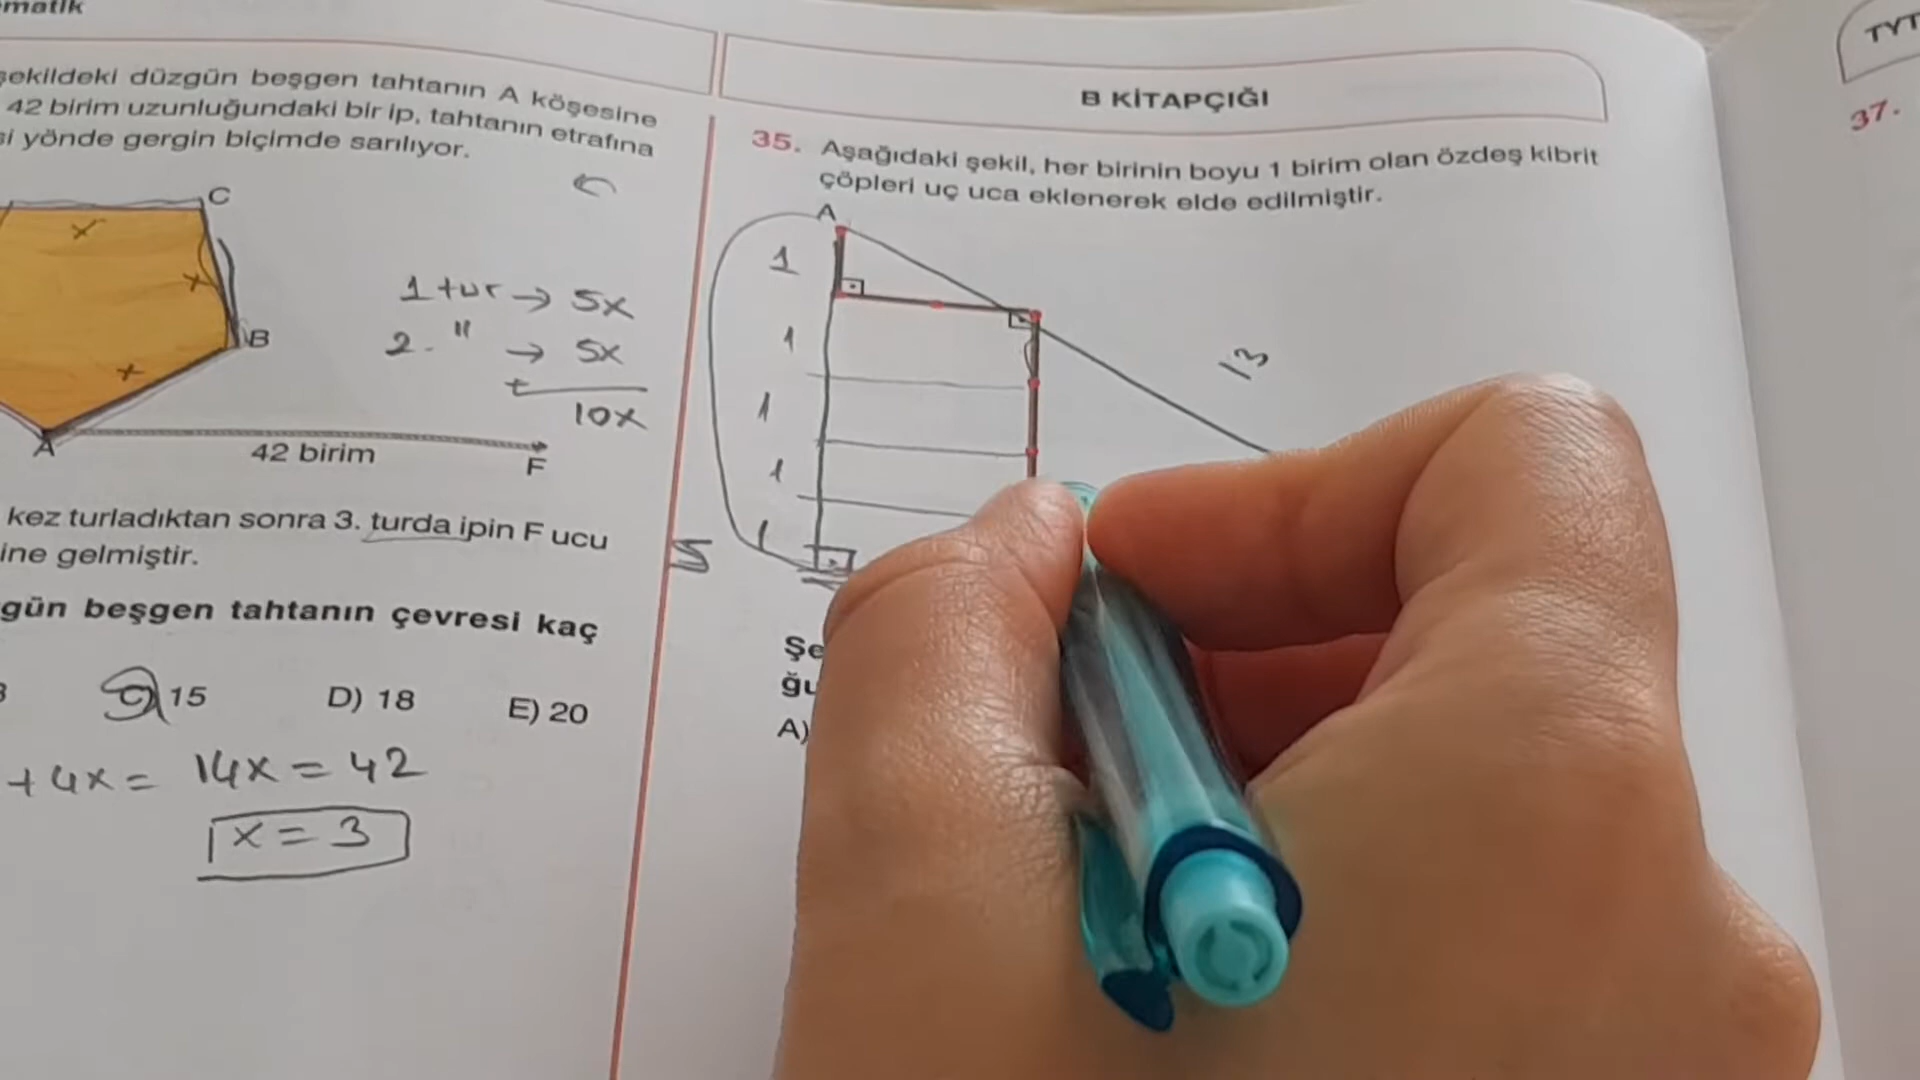 matik
şekildeki düzgün beşgen tahtanın A köşesine
42 birim uzunluğundaki bir ip, tahtanın etrafına
si yönde gergin biçimde sarılıyor.
C
x
x
B
x
A
42 birim
F
1 tur → 5x
2. " → 5x
+
10x
kez turladıktan sonra 3. turda ipin F ucu
ine gelmiştir.
gün beşgen tahtanın çevresi kaç
C) 15
D) 18
E) 20
+4x = 14x = 42
x = 3
B KİTAPÇIĞI
35. Aşağıdaki şekil, her birinin boyu 1 birim olan özdeş kibrit
çöpleri uç uca eklenerek elde edilmiştir.
A
1
1
1
1
1
5
13
Şe
ğu
A)
TYT
37.